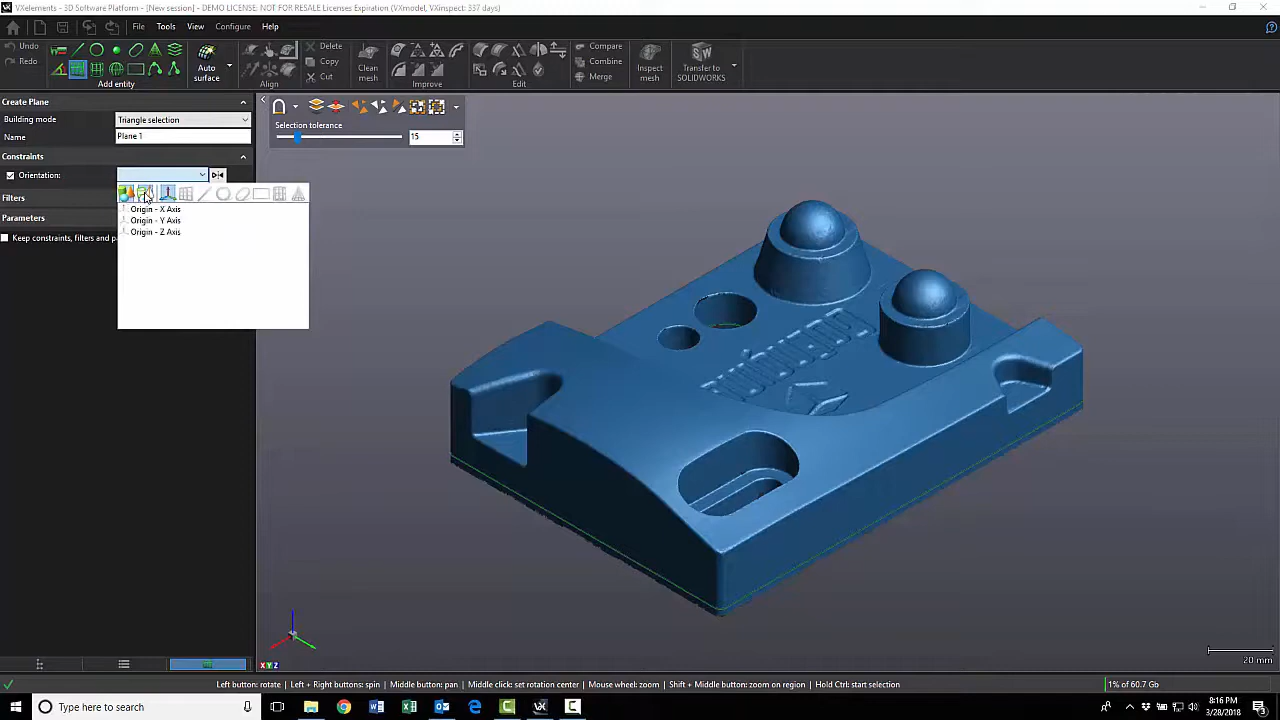 VXelements - 3D Software Platform - [New session] - DEMO LICENSE: NOT FOR RESALE Licenses Expiration (VXmodel, VXinspect: 337 days)
File Tools View Configure Help
Undo
Redo
Add entity
Auto surface
Align
Delete
Copy
Cut
Clean mesh
Improve
Edit
Compare
Combine
Merge
Inspect mesh
Transfer to SOLIDWORKS
Create Plane
Building mode Triangle selection
Name Plane 1
Constraints
Orientation:
Filters
Parameters
Keep constraints, filters and pa
Origin - X Axis
Origin - Y Axis
Origin - Z Axis
Selection tolerance
15
X Y Z
20 mm
Left button: rotate | Left + Right buttons: spin | Middle button: pan | Middle click: set rotation center | Mouse wheel: zoom | Shift + Middle button: zoom on region | Hold Ctrl: start selection
1% of 60.7 Gb
Type here to search
8:16 PM
3/28/2018